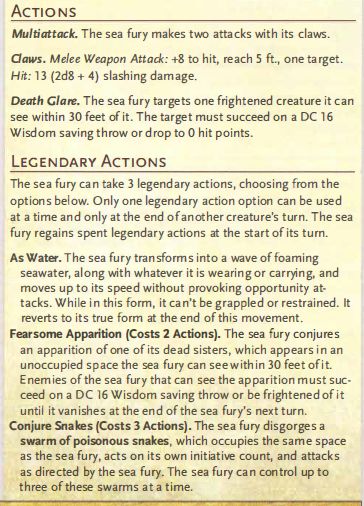 ACTIONS
Multiattack. The sea fury makes two attacks with its claws.
Claws. Melee Weapon Attack: +8 to hit, reach 5 ft., one target.
Hit: 13 (2d8 + 4) slashing damage.
Death Glare. The sea fury targets one frightened creature it can
see within 30 feet of it. The target must succeed on a DC 16
Wisdom saving throw or drop to 0 hit points.
LEGENDARY ACTIONS
The sea fury can take 3 legendary actions, choosing from the
options below. Only one legendary action option can be used
at a time and only at the end of another creature's turn. The sea
fury regains spent legendary actions at the start of its turn.
As Water. The sea fury transforms into a wave of foaming
seawater, along with whatever it is wearing or carrying, and
moves up to its speed without provoking opportunity at-
tacks. While in this form, it can't be grappled or restrained. It
reverts to its true form at the end of this movement.
Fearsome Apparition (Costs 2 Actions). The sea fury conjures
an apparition of one of its dead sisters, which appears in an
unoccupied space the sea fury can see within 30 feet of it.
Enemies of the sea fury that can see the apparition must suc-
ceed on a DC 16 Wisdom saving throw or be frightened of it
until it vanishes at the end of the sea fury's next turn.
Conjure Snakes (Costs 3 Actions). The sea fury disgorges a
swarm of poisonous snakes, which occupies the same space
as the sea fury, acts on its own initiative count, and attacks
as directed by the sea fury. The sea fury can control up to
three of these swarms at a time.